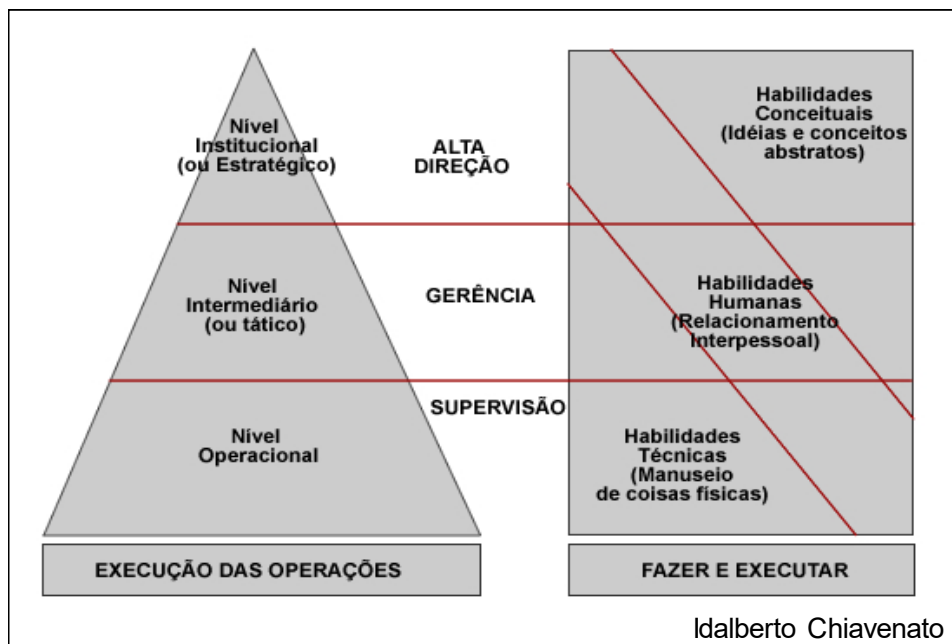 Nível
Institucional
(ou Estratégico)
ALTA
DIREÇÃO
Habilidades
Conceituais
(Idéias e conceitos
abstratos)
Nível
Intermediário
(ou tático)
GERÊNCIA
Habilidades
Humanas
(Relacionamento
Interpessoal)
Nível
Operacional
SUPERVISÃO
Habilidades
Técnicas
(Manuseio
de coisas físicas)
EXECUÇÃO DAS OPERAÇÕES
FAZER E EXECUTAR
Idalberto Chiavenato